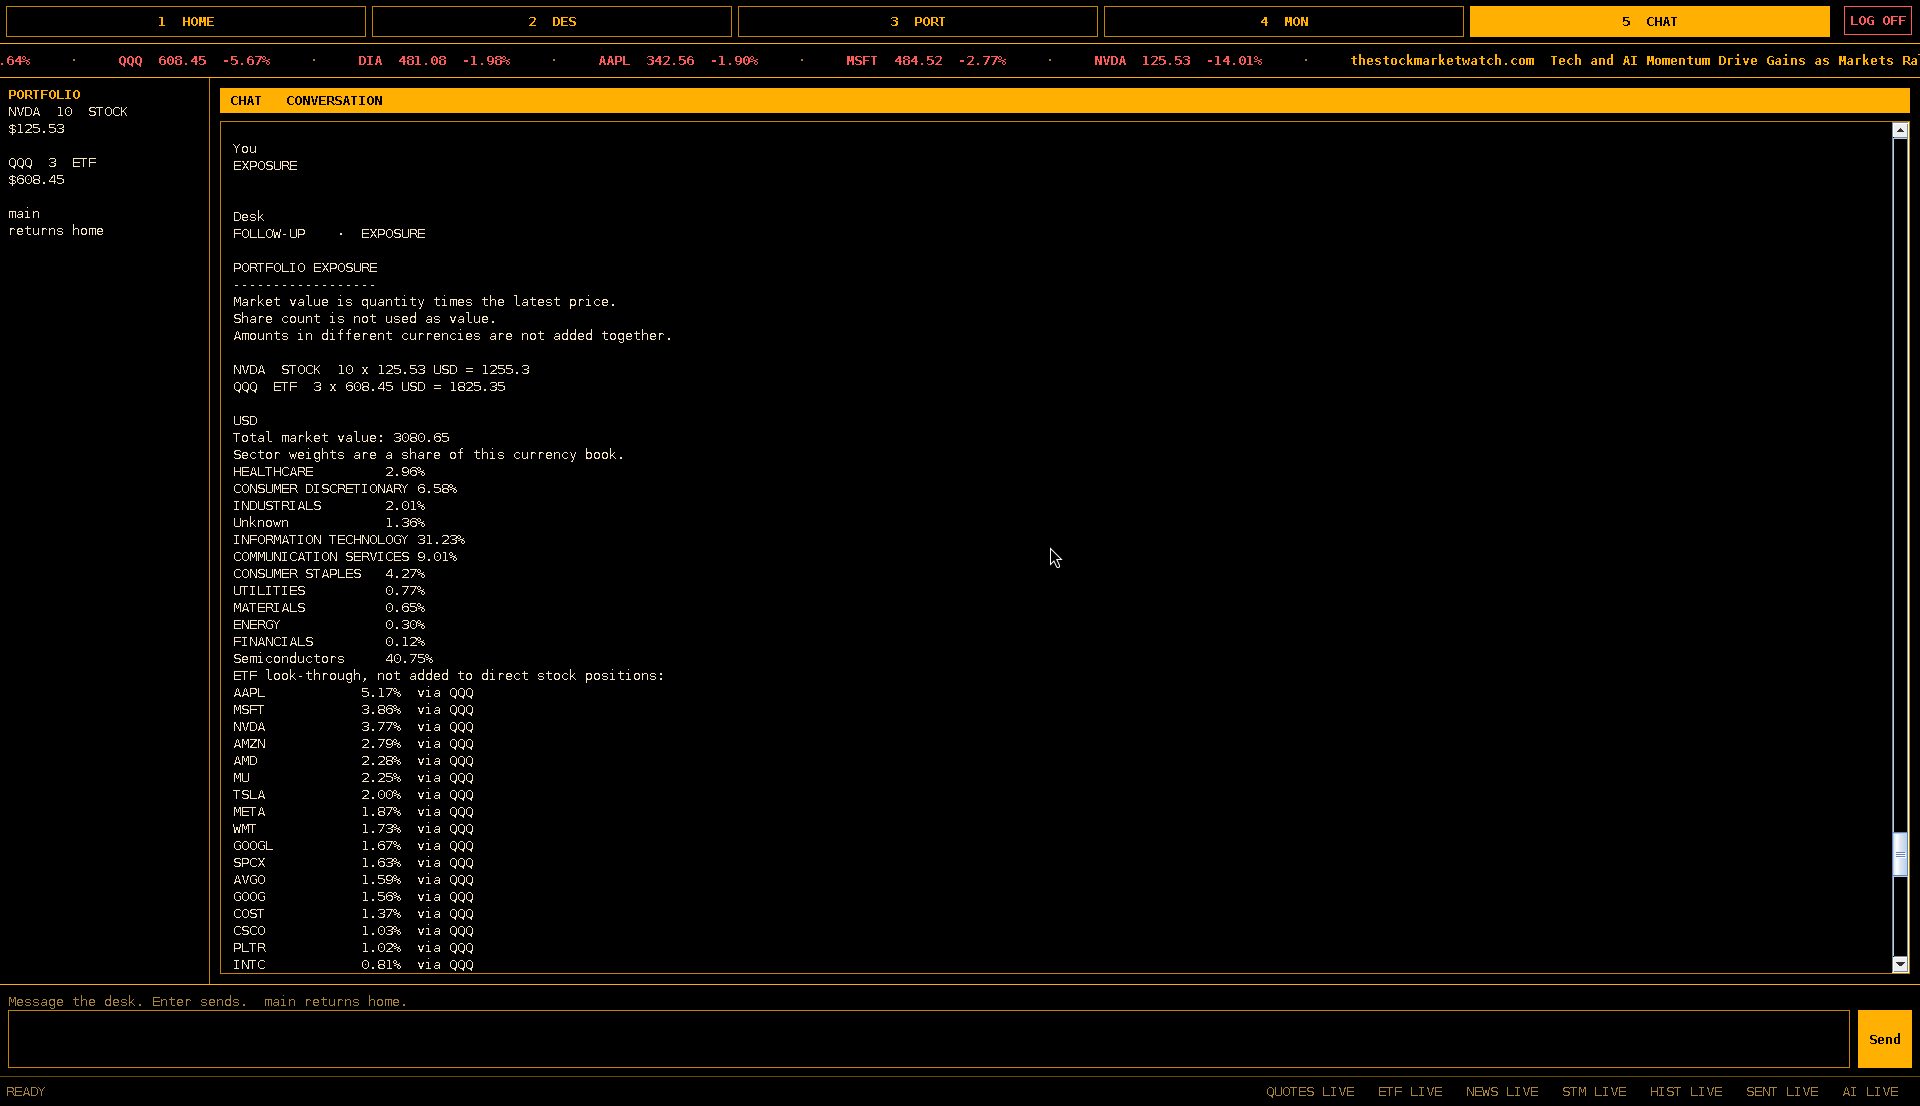 1 HOME
2 DES
3 PORT
4 MON
5 CHAT
LOG OFF
.64% · QQQ 608.45 -5.67% · DIA 481.08 -1.98% · AAPL 342.56 -1.90% · MSFT 484.52 -2.77% · NVDA 125.53 -14.01% · thestockmarketwatch.com Tech and AI Momentum Drive Gains as Markets Ra
PORTFOLIO
NVDA 10 STOCK
$125.53
QQQ 3 ETF
$608.45
main
returns home
CHAT CONVERSATION
You
EXPOSURE
Desk
FOLLOW-UP · EXPOSURE
PORTFOLIO EXPOSURE
------------------
Market value is quantity times the latest price.
Share count is not used as value.
Amounts in different currencies are not added together.
NVDA STOCK 10 x 125.53 USD = 1255.3
QQQ ETF 3 x 608.45 USD = 1825.35
USD
Total market value: 3080.65
Sector weights are a share of this currency book.
HEALTHCARE 2.96%
CONSUMER DISCRETIONARY 6.58%
INDUSTRIALS 2.01%
Unknown 1.36%
INFORMATION TECHNOLOGY 31.23%
COMMUNICATION SERVICES 9.01%
CONSUMER STAPLES 4.27%
UTILITIES 0.77%
MATERIALS 0.65%
ENERGY 0.30%
FINANCIALS 0.12%
Semiconductors 40.75%
ETF look-through, not added to direct stock positions:
AAPL 5.17% via QQQ
MSFT 3.86% via QQQ
NVDA 3.77% via QQQ
AMZN 2.79% via QQQ
AMD 2.28% via QQQ
MU 2.25% via QQQ
TSLA 2.00% via QQQ
META 1.87% via QQQ
WMT 1.73% via QQQ
GOOGL 1.67% via QQQ
SPCX 1.63% via QQQ
AVGO 1.59% via QQQ
GOOG 1.56% via QQQ
COST 1.37% via QQQ
CSCO 1.03% via QQQ
PLTR 1.02% via QQQ
INTC 0.81% via QQQ
Message the desk. Enter sends. main returns home.
Send
READY
QUOTES LIVE ETF LIVE NEWS LIVE STM LIVE HIST LIVE SENT LIVE AI LIVE